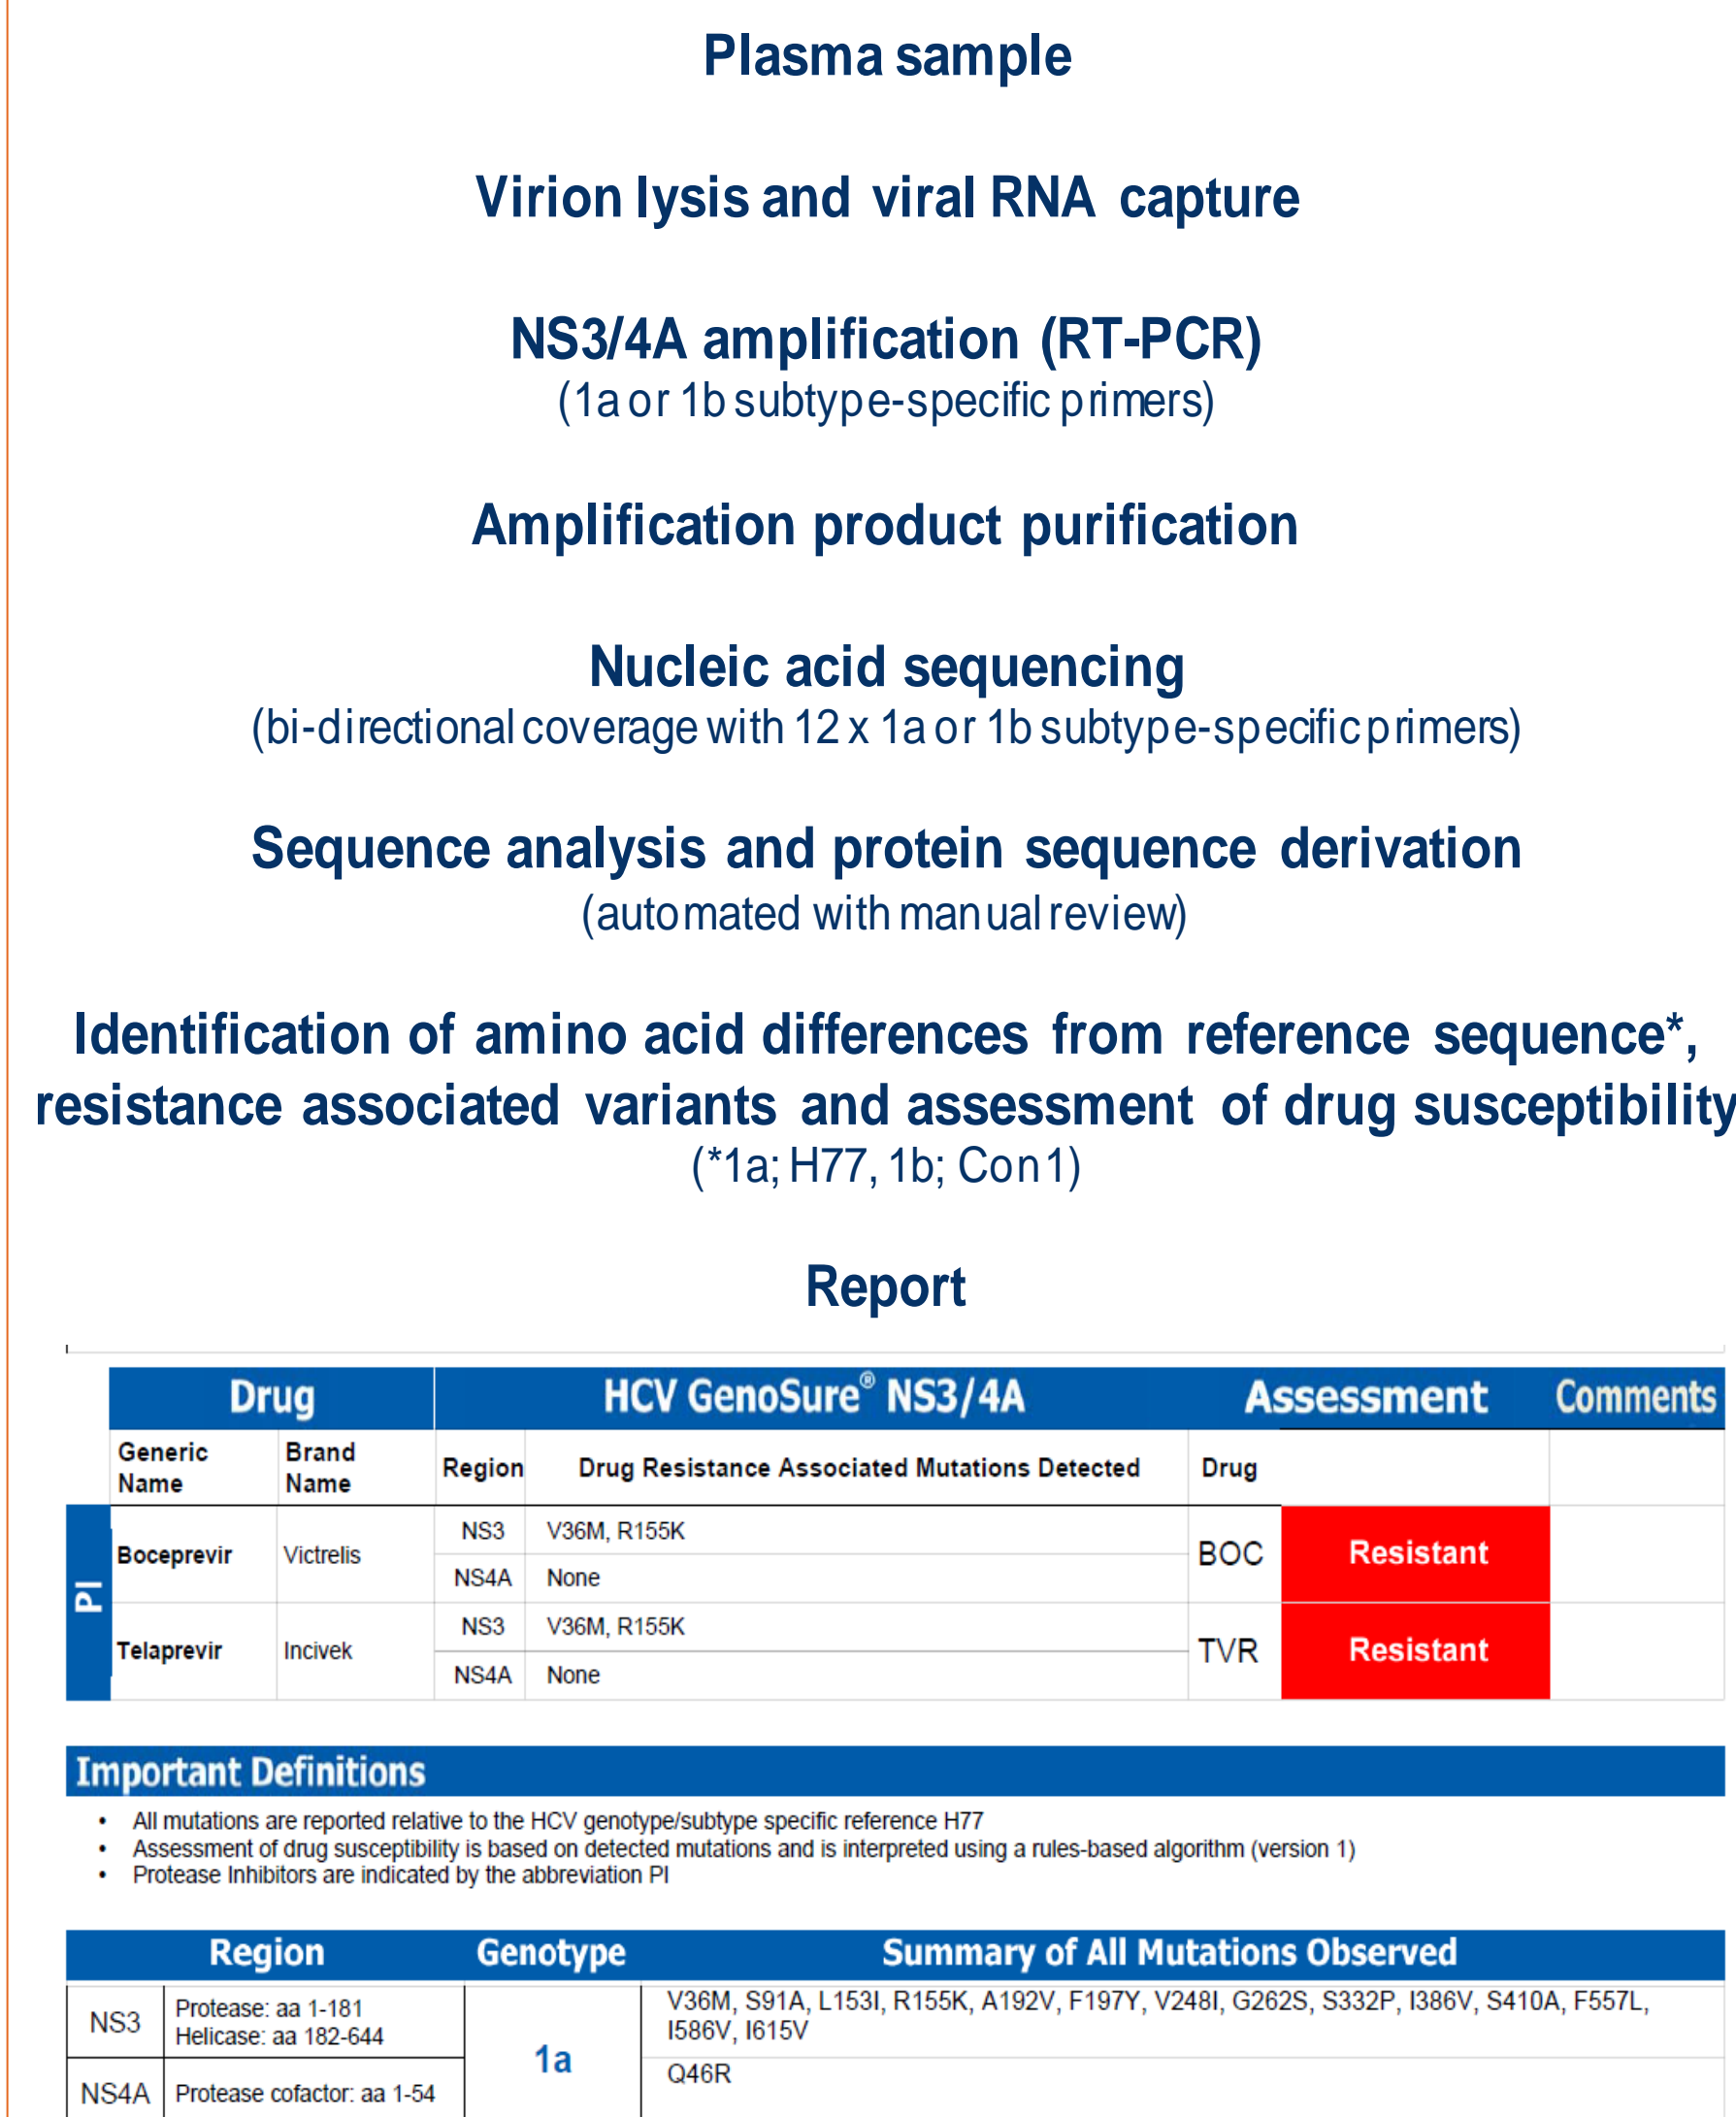 Plasma sample
Virion lysis and viral RNA capture
NS3/4A amplification (RT-PCR)
(1a or 1b subtype-specific primers)
Amplification product purification
Nucleic acid sequencing
(bi-directional coverage with 12 x 1a or 1b subtype-specific primers)
Sequence analysis and protein sequence derivation
(automated with manual review)
Identification of amino acid differences from reference sequence*,
resistance associated variants and assessment of drug susceptibility
(*1a; H77, 1b; Con1)
Report
Drug HCV GenoSure® NS3/4A Assessment Comments
Generic Name Brand Name Region Drug Resistance Associated Mutations Detected Drug
PI
Boceprevir Victrelis NS3 V36M, R155K BOC Resistant
NS4A None
Telaprevir Incivek NS3 V36M, R155K TVR Resistant
NS4A None
Important Definitions
• All mutations are reported relative to the HCV genotype/subtype specific reference H77
• Assessment of drug susceptibility is based on detected mutations and is interpreted using a rules-based algorithm (version 1)
• Protease Inhibitors are indicated by the abbreviation PI
Region Genotype Summary of All Mutations Observed
NS3 Protease: aa 1-181
Helicase: aa 182-644
1a
V36M, S91A, L153I, R155K, A192V, F197Y, V248I, G262S, S332P, I386V, S410A, F557L,
I586V, I615V
NS4A Protease cofactor: aa 1-54 Q46R